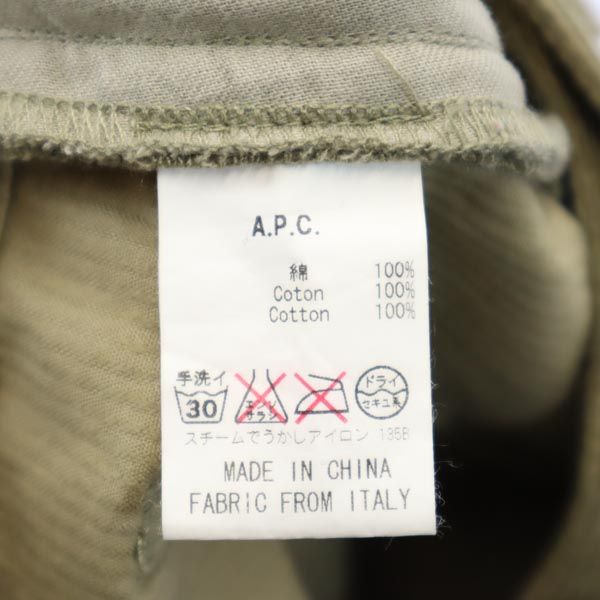 A.P.C.
綿 100%
Coton 100%
Cotton 100%
手洗イ
30
エンソ
サラシ
ドライ
セキユ系
スチームでうかしアイロン 135B
MADE IN CHINA
FABRIC FROM ITALY